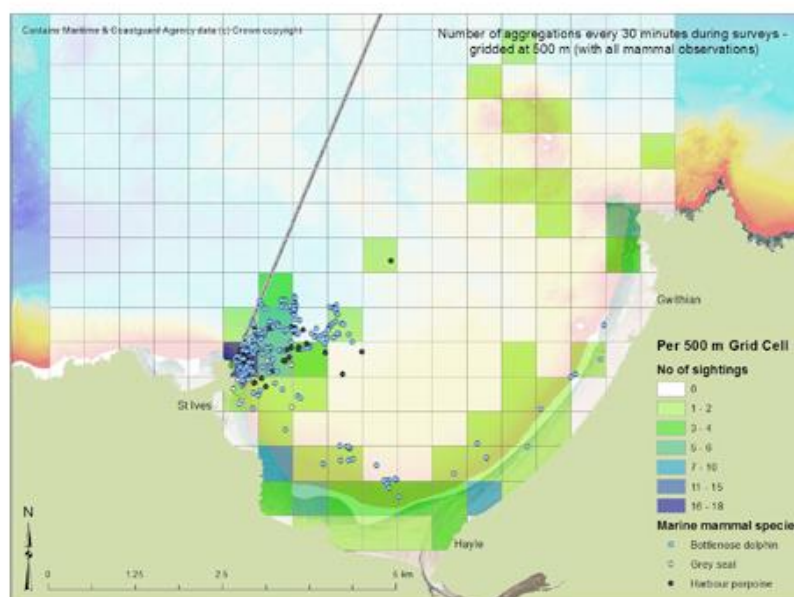 Contains Maritime & Coastguard Agency data (c) Crown copyright
Number of aggregations every 30 minutes during surveys -
gridded at 500 m (with all mammal observations)
Gwithian
Per 500 m Grid Cell
No of sightings
0
1 - 2
3 - 4
5 - 6
7 - 10
11 - 15
16 - 18
St Ives
Marine mammal species
Bottlenose dolphin
Grey seal
Harbour porpoise
Hayle
N
0 1.25 2.5 5 km